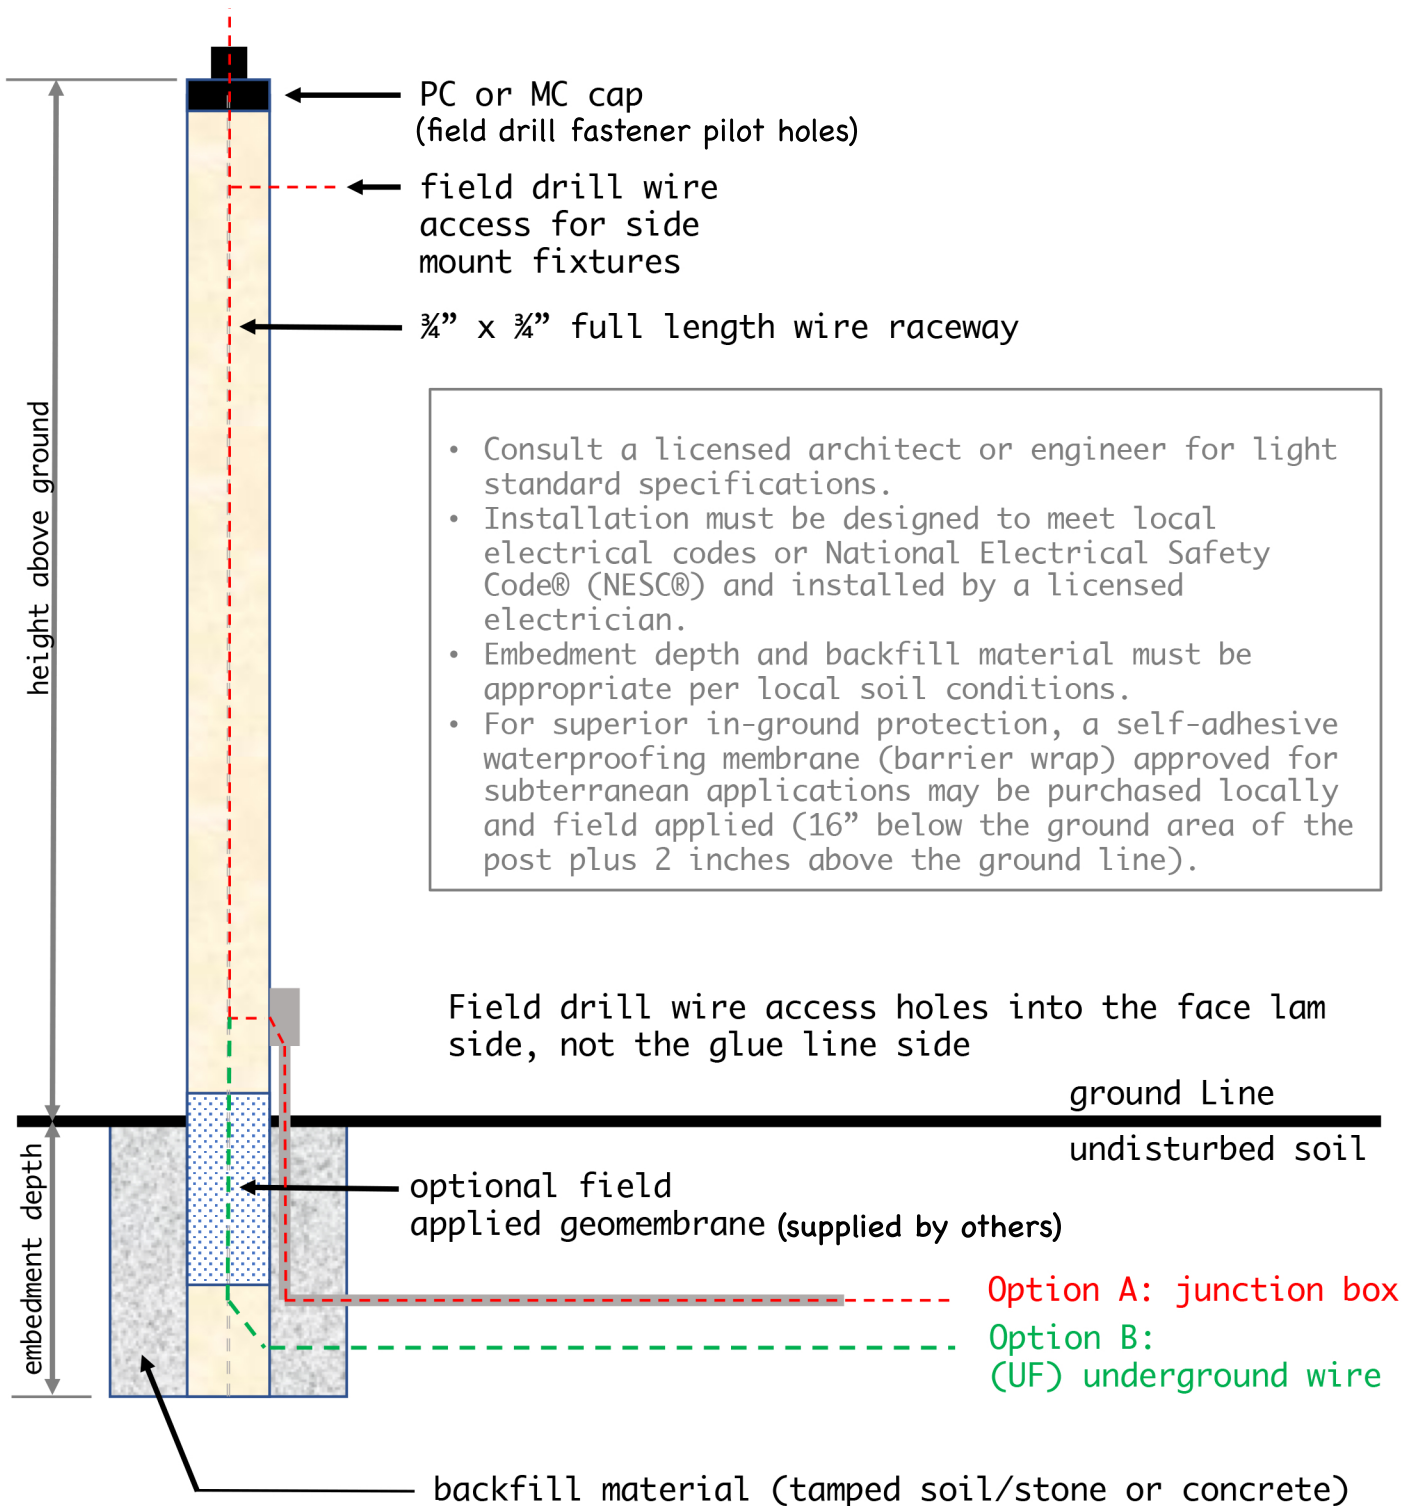 PC or MC cap
(field drill fastener pilot holes)
field drill wire
access for side
mount fixtures
¾” x ¾” full length wire raceway
height above ground
• Consult a licensed architect or engineer for light
standard specifications.
• Installation must be designed to meet local
electrical codes or National Electrical Safety
Code® (NESC®) and installed by a licensed
electrician.
• Embedment depth and backfill material must be
appropriate per local soil conditions.
• For superior in-ground protection, a self-adhesive
waterproofing membrane (barrier wrap) approved for
subterranean applications may be purchased locally
and field applied (16” below the ground area of the
post plus 2 inches above the ground line).
Field drill wire access holes into the face lam
side, not the glue line side
ground Line
undisturbed soil
embedment depth
optional field
applied geomembrane (supplied by others)
Option A: junction box
Option B:
(UF) underground wire
backfill material (tamped soil/stone or concrete)